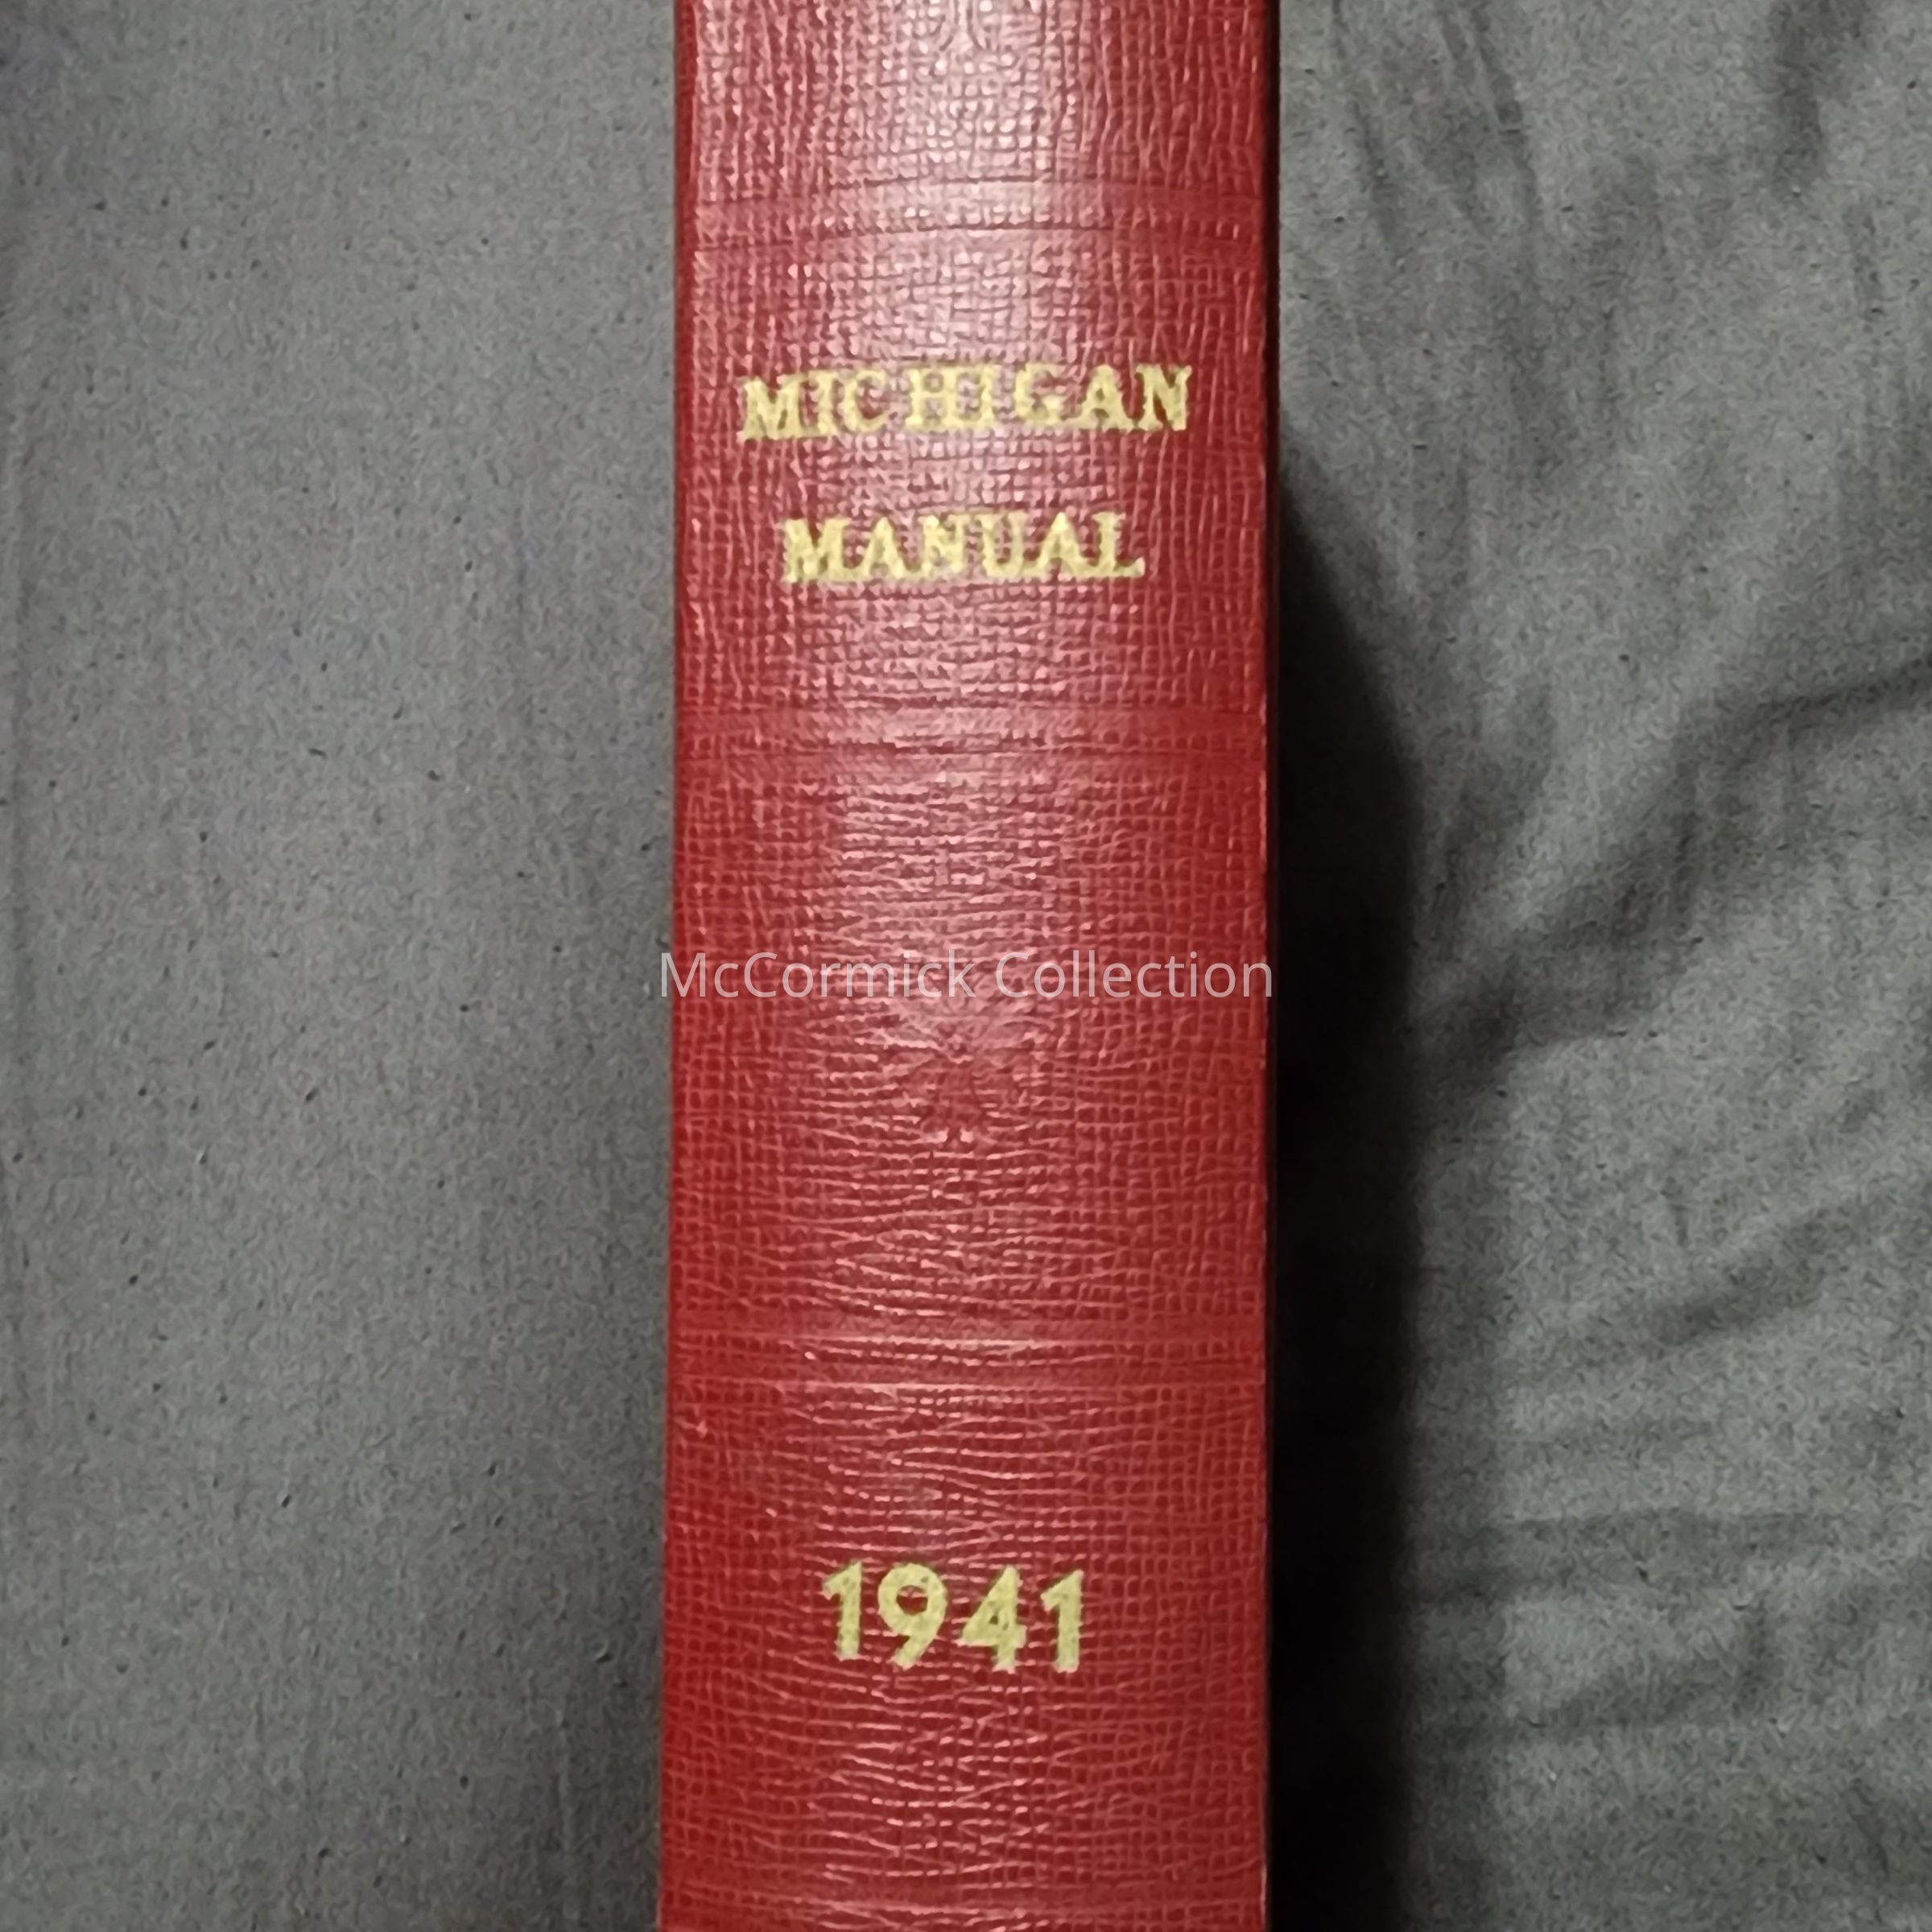 MICHIGAN
MANUAL
McCormick Collection
1941